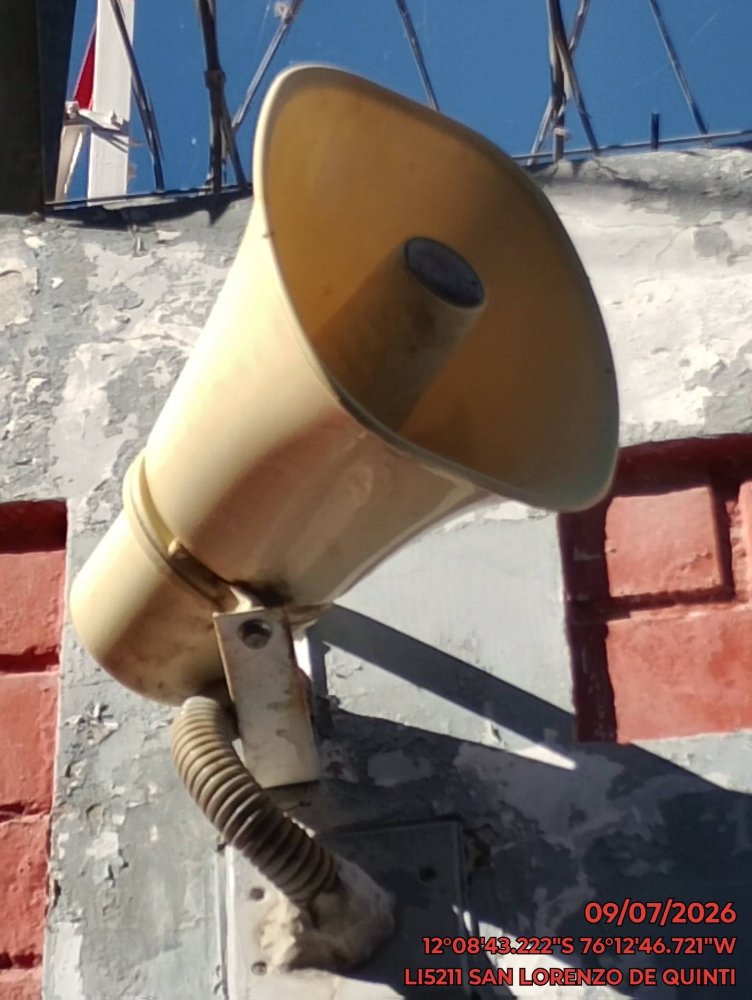 09/07/2026
12°08'43.222"S 76°12'46.721"W
LI5211 SAN LORENZO DE QUINTI